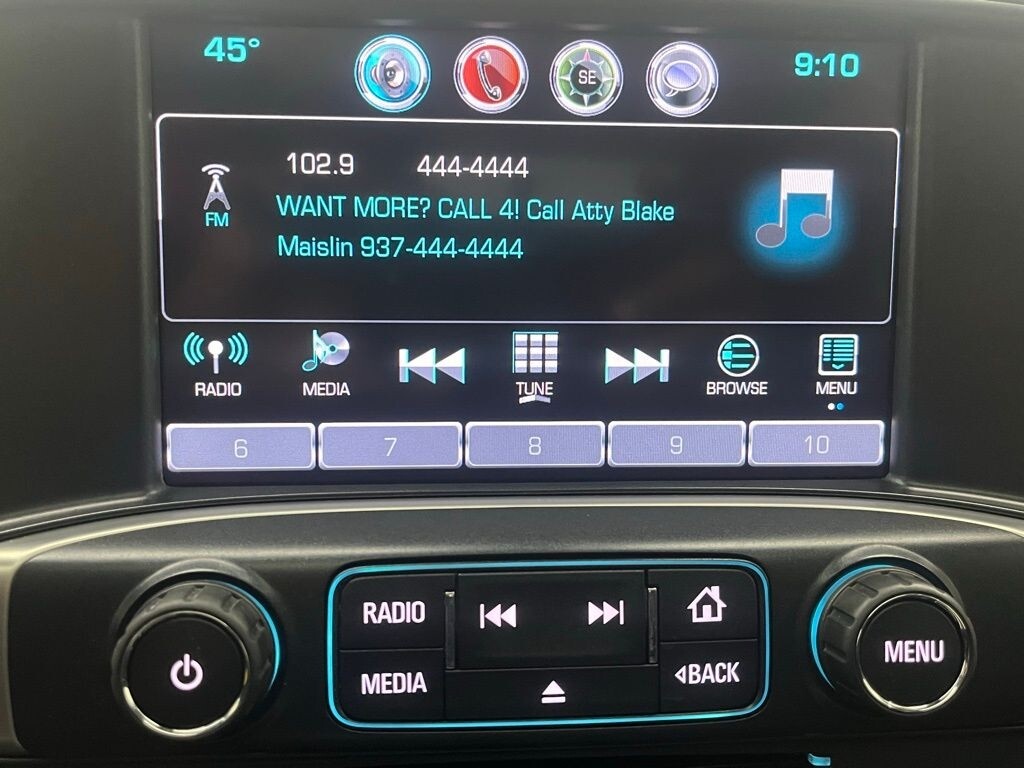 45° SE 9:10
102.9 444-4444
FM
WANT MORE? CALL 4! Call Atty Blake
Maislin 937-444-4444
RADIO MEDIA TUNE BROWSE MENU
6 7 8 9 10
RADIO
MEDIA
BACK
MENU